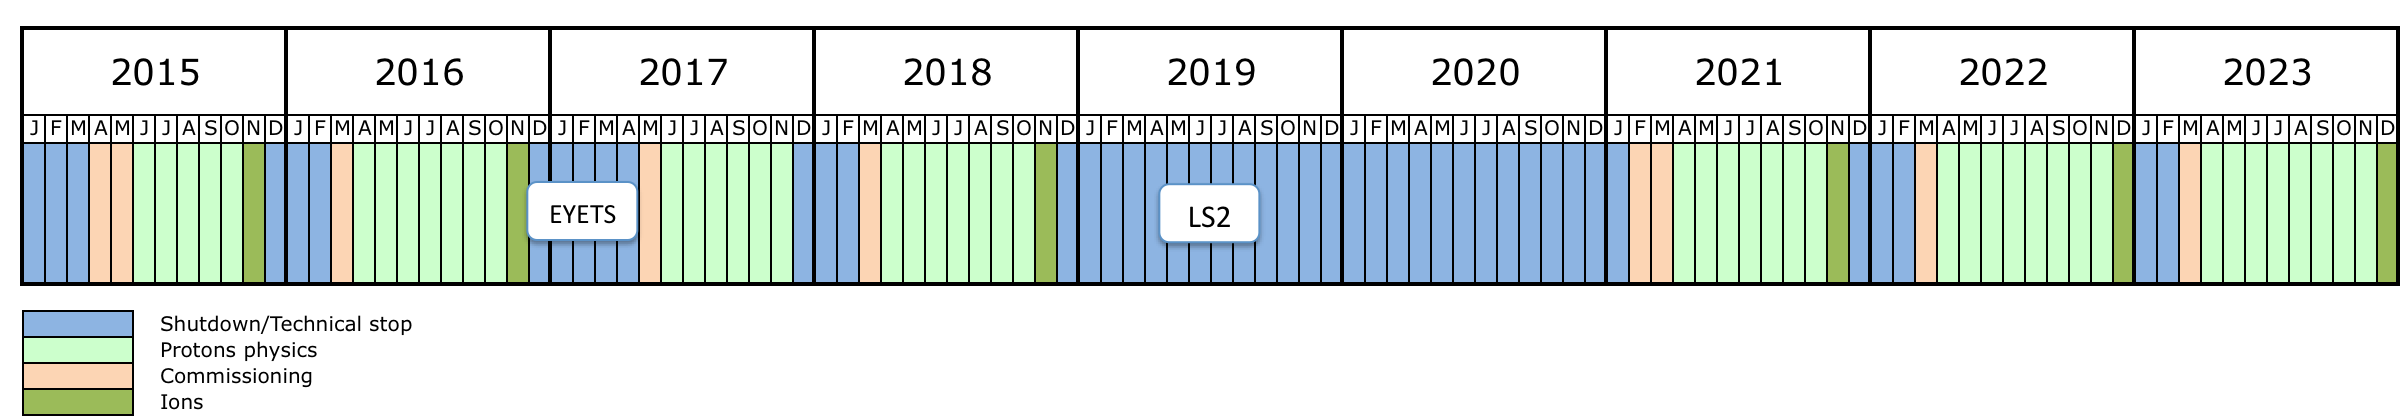 2015 2016 2017 2018 2019 2020 2021 2022 2023
J F M A M J J A S O N D J F M A M J J A S O N D J F M A M J J A S O N D J F M A M J J A S O N D J F M A M J J A S O N D J F M A M J J A S O N D J F M A M J J A S O N D J F M A M J J A S O N D J F M A M J J A S O N D
EYETS LS2
Shutdown/Technical stop
Protons physics
Commissioning
Ions